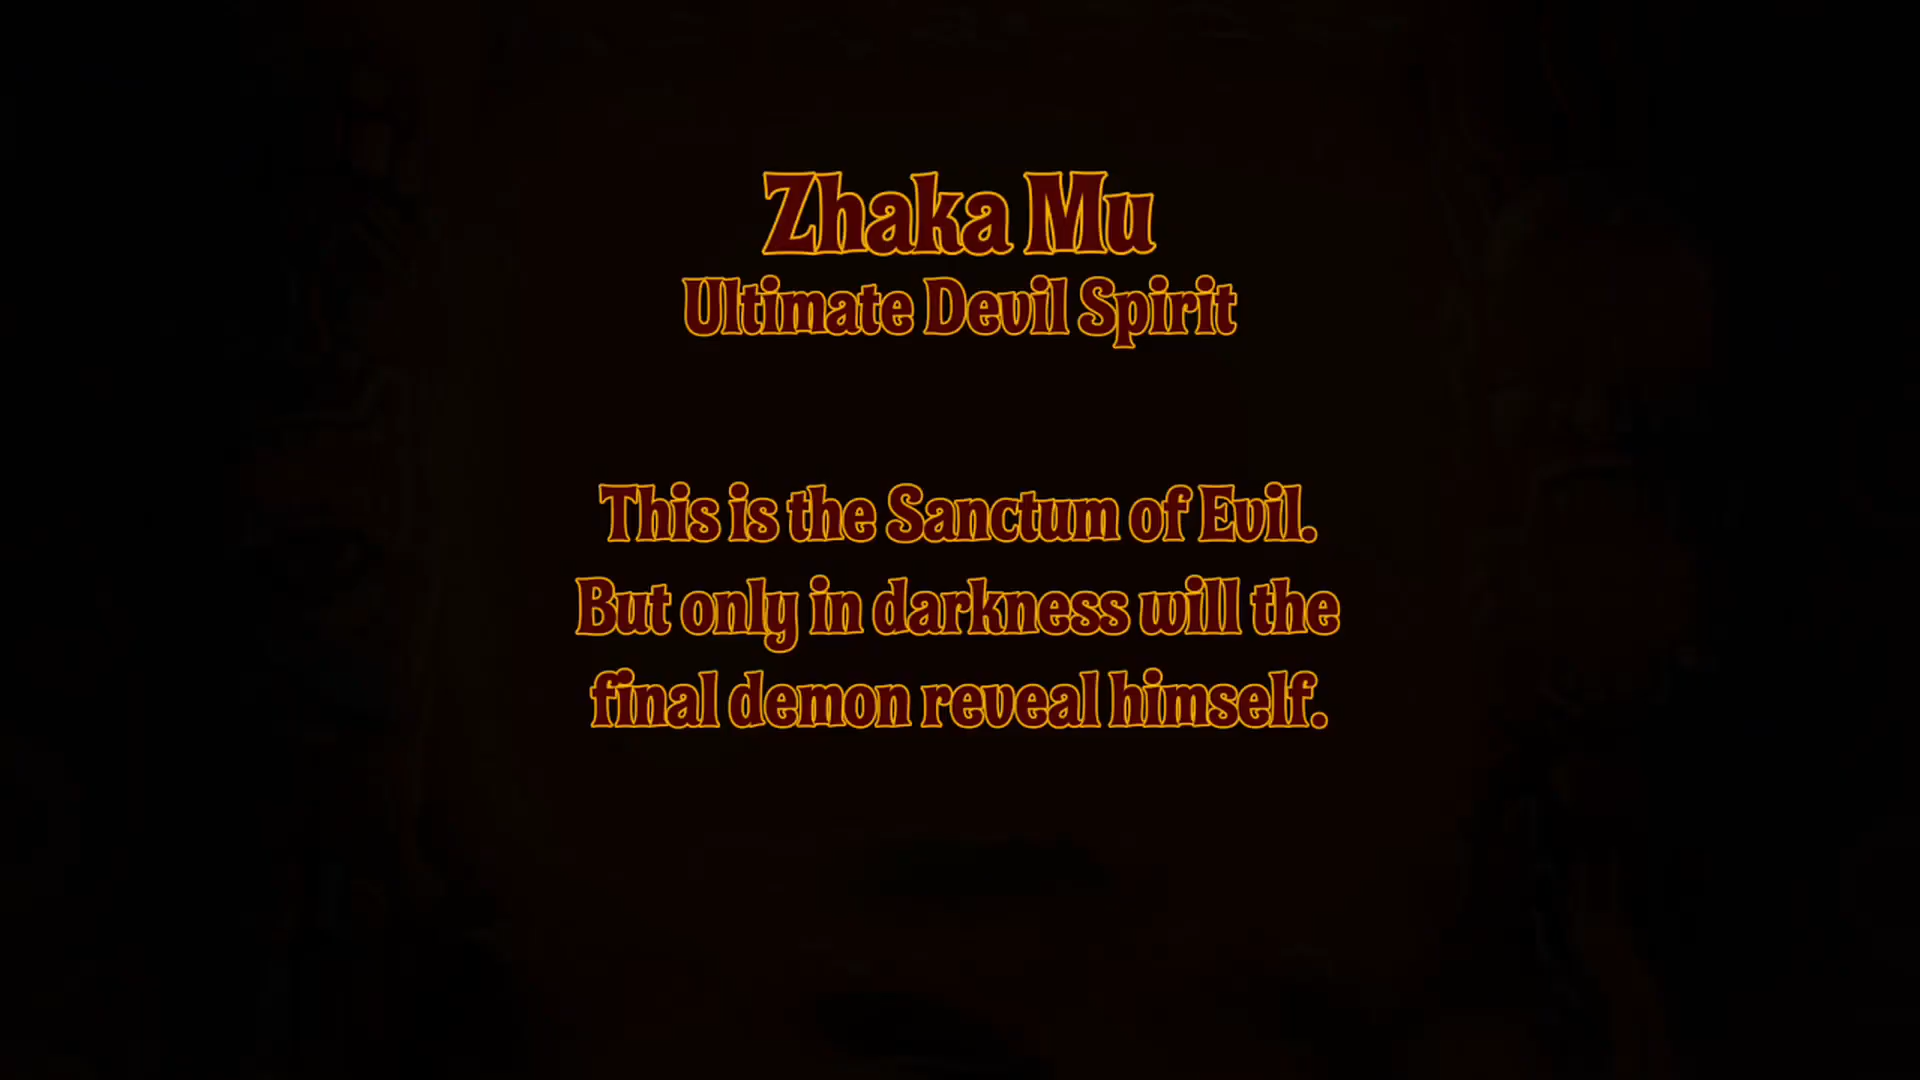 Zhaka Mu
Ultimate Devil Spirit
This is the Sanctum of Evil.
But only in darkness will the
final demon reveal himself.